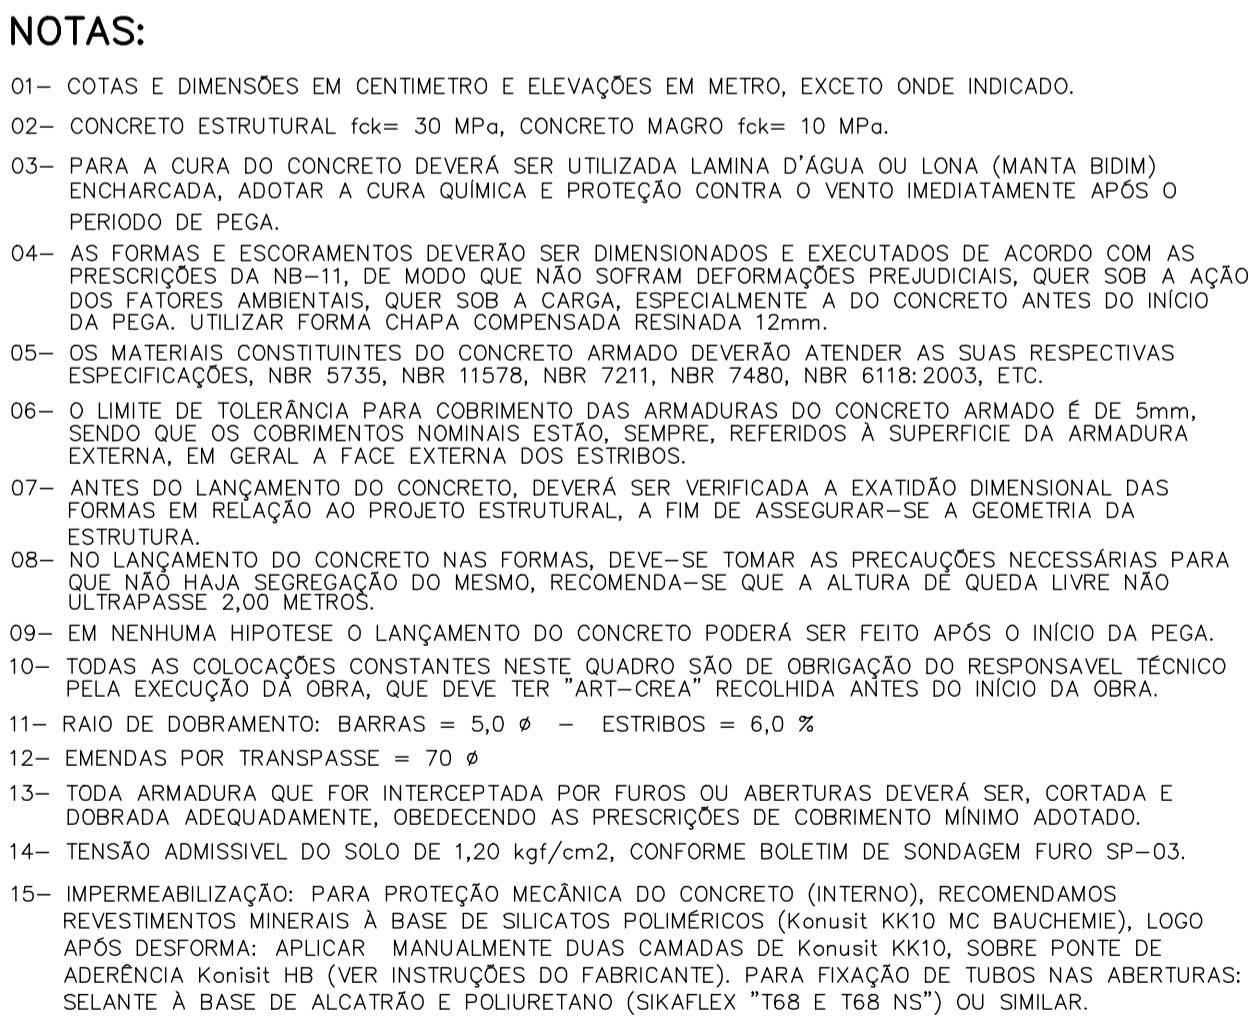 NOTAS:
01- COTAS E DIMENSÕES EM CENTIMETRO E ELEVAÇÕES EM METRO, EXCETO ONDE INDICADO.
02- CONCRETO ESTRUTURAL fck= 30 MPa, CONCRETO MAGRO fck= 10 MPa.
03- PARA A CURA DO CONCRETO DEVERÁ SER UTILIZADA LAMINA D'ÁGUA OU LONA (MANTA BIDIM)
ENCHARCADA, ADOTAR A CURA QUÍMICA E PROTEÇÃO CONTRA O VENTO IMEDIATAMENTE APÓS O
PERIODO DE PEGA.
04- AS FORMAS E ESCORAMENTOS DEVERÃO SER DIMENSIONADOS E EXECUTADOS DE ACORDO COM AS
PRESCRIÇÕES DA NB-11, DE MODO QUE NÃO SOFRAM DEFORMAÇÕES PREJUDICIAIS, QUER SOB A AÇÃO
DOS FATORES AMBIENTAIS, QUER SOB A CARGA, ESPECIALMENTE A DO CONCRETO ANTES DO INÍCIO
DA PEGA. UTILIZAR FORMA CHAPA COMPENSADA RESINADA 12mm.
05- OS MATERIAIS CONSTITUINTES DO CONCRETO ARMADO DEVERÃO ATENDER AS SUAS RESPECTIVAS
ESPECIFICAÇÕES, NBR 5735, NBR 11578, NBR 7211, NBR 7480, NBR 6118:2003, ETC.
06- O LIMITE DE TOLERÂNCIA PARA COBRIMENTO DAS ARMADURAS DO CONCRETO ARMADO É DE 5mm,
SENDO QUE OS COBRIMENTOS NOMINAIS ESTÃO, SEMPRE, REFERIDOS À SUPERFICIE DA ARMADURA
EXTERNA, EM GERAL A FACE EXTERNA DOS ESTRIBOS.
07- ANTES DO LANÇAMENTO DO CONCRETO, DEVERÁ SER VERIFICADA A EXATIDÃO DIMENSIONAL DAS
FORMAS EM RELAÇÃO AO PROJETO ESTRUTURAL, A FIM DE ASSEGURAR-SE A GEOMETRIA DA
ESTRUTURA.
08- NO LANÇAMENTO DO CONCRETO NAS FORMAS, DEVE-SE TOMAR AS PRECAUÇÕES NECESSÁRIAS PARA
QUE NÃO HAJA SEGREGAÇÃO DO MESMO, RECOMENDA-SE QUE A ALTURA DE QUEDA LIVRE NÃO
ULTRAPASSE 2,00 METROS.
09- EM NENHUMA HIPOTESE O LANÇAMENTO DO CONCRETO PODERÁ SER FEITO APÓS O INÍCIO DA PEGA.
10- TODAS AS COLOCAÇÕES CONSTANTES NESTE QUADRO SÃO DE OBRIGAÇÃO DO RESPONSAVEL TÉCNICO
PELA EXECUÇÃO DA OBRA, QUE DEVE TER "ART-CREA" RECOLHIDA ANTES DO INÍCIO DA OBRA.
11- RAIO DE DOBRAMENTO: BARRAS = 5,0 ø - ESTRIBOS = 6,0 %
12- EMENDAS POR TRANSPASSE = 70 ø
13- TODA ARMADURA QUE FOR INTERCEPTADA POR FUROS OU ABERTURAS DEVERÁ SER, CORTADA E
DOBRADA ADEQUADAMENTE, OBEDECENDO AS PRESCRIÇÕES DE COBRIMENTO MÍNIMO ADOTADO.
14- TENSÃO ADMISSIVEL DO SOLO DE 1,20 kgf/cm2, CONFORME BOLETIM DE SONDAGEM FURO SP-03.
15- IMPERMEABILIZAÇÃO: PARA PROTEÇÃO MECÂNICA DO CONCRETO (INTERNO), RECOMENDAMOS
REVESTIMENTOS MINERAIS À BASE DE SILICATOS POLIMÉRICOS (Konusit KK10 MC BAUCHEMIE), LOGO
APÓS DESFORMA: APLICAR MANUALMENTE DUAS CAMADAS DE Konusit KK10, SOBRE PONTE DE
ADERÊNCIA Konisit HB (VER INSTRUÇÕES DO FABRICANTE). PARA FIXAÇÃO DE TUBOS NAS ABERTURAS:
SELANTE À BASE DE ALCATRÃO E POLIURETANO (SIKAFLEX "T68 E T68 NS") OU SIMILAR.